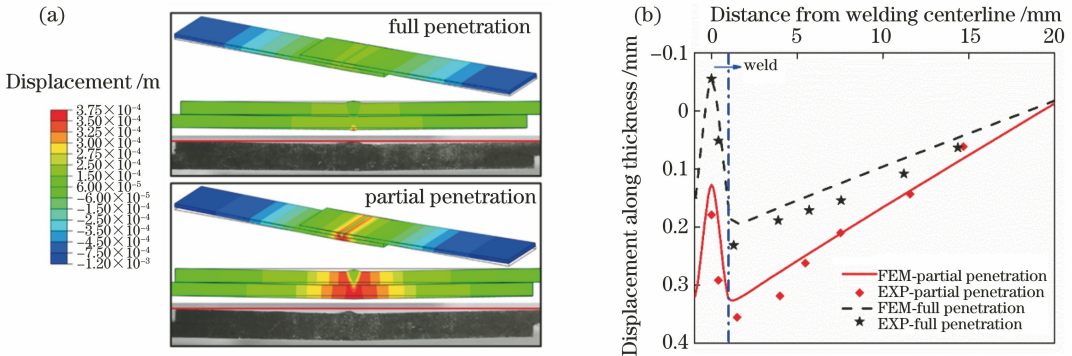 (a)
full penetration
Displacement /m
3.75×10⁻⁴
3.50×10⁻⁴
3.25×10⁻⁴
2.75×10⁻⁴
2.50×10⁻⁴
1.50×10⁻⁴
6.00×10⁻⁵
−6.00×10⁻⁵
−1.50×10⁻⁴
−2.50×10⁻⁴
−3.50×10⁻⁴
−4.50×10⁻⁴
−7.50×10⁻⁴
−1.20×10⁻³
partial penetration
(b)
Distance from welding centerline /mm
0 5 10 15 20
Displacement along thickness /mm
−0.1
0
0.1
0.2
0.3
0.4
weld
FEM-partial penetration
EXP-partial penetration
FEM-full penetration
EXP-full penetration